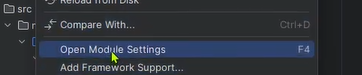 Reload from Disk
src
Compare With... Ctrl+D
Open Module Settings F4
Add Framework Support...